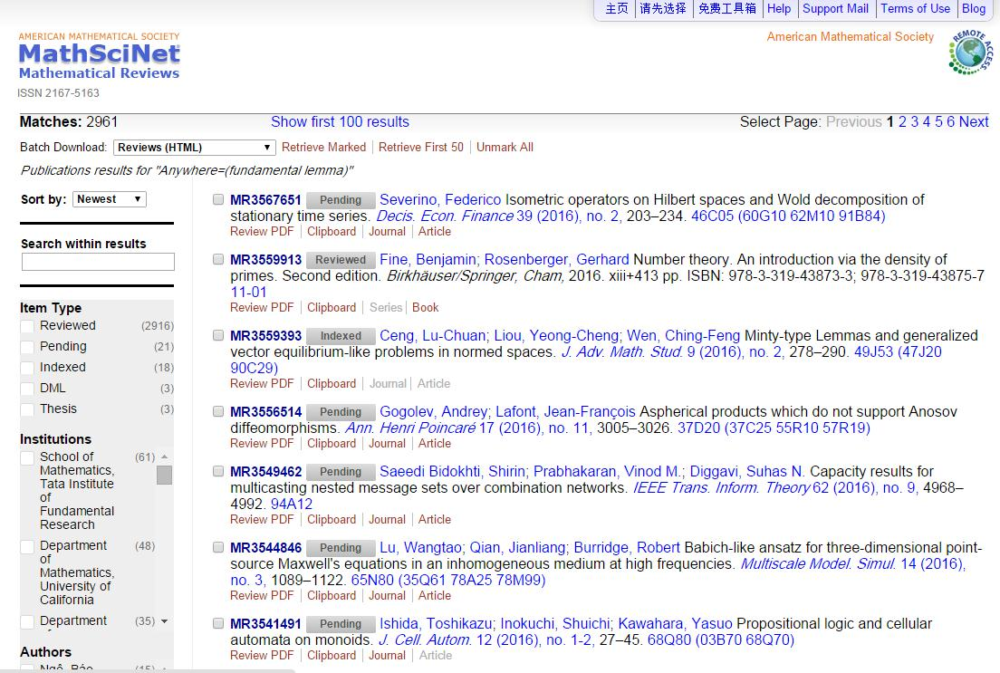 主页 请先选择 免费工具箱 Help Support Mail Terms of Use Blog
AMERICAN MATHEMATICAL SOCIETY
MathSciNet
Mathematical Reviews
ISSN 2167-5163
American Mathematical Society
REMOTE ACCESS
Matches: 2961 Show first 100 results Select Page: Previous 1 2 3 4 5 6 Next
Batch Download: Reviews (HTML) Retrieve Marked Retrieve First 50 Unmark All
Publications results for "Anywhere=(fundamental lemma)"
Sort by: Newest
Search within results
Item Type
Reviewed (2916)
Pending (21)
Indexed (18)
DML (3)
Thesis (3)
Institutions
School of (61)
Mathematics,
Tata Institute
of
Fundamental
Research
Department (48)
of
Mathematics,
University of
California
Department (35)
Authors
Ngô, Báo (15)
MR3567651 Pending Severino, Federico Isometric operators on Hilbert spaces and Wold decomposition of
stationary time series. Decis. Econ. Finance 39 (2016), no. 2, 203–234. 46C05 (60G10 62M10 91B84)
Review PDF Clipboard Journal Article
MR3559913 Reviewed Fine, Benjamin; Rosenberger, Gerhard Number theory. An introduction via the density of
primes. Second edition. Birkhäuser/Springer, Cham, 2016. xiii+413 pp. ISBN: 978-3-319-43873-3; 978-3-319-43875-7
11-01
Review PDF Clipboard Series Book
MR3559393 Indexed Ceng, Lu-Chuan; Liou, Yeong-Cheng; Wen, Ching-Feng Minty-type Lemmas and generalized
vector equilibrium-like problems in normed spaces. J. Adv. Math. Stud. 9 (2016), no. 2, 278–290. 49J53 (47J20
90C29)
Review PDF Clipboard Journal Article
MR3556514 Pending Gogolev, Andrey; Lafont, Jean-François Aspherical products which do not support Anosov
diffeomorphisms. Ann. Henri Poincaré 17 (2016), no. 11, 3005–3026. 37D20 (37C25 55R10 57R19)
Review PDF Clipboard Journal Article
MR3549462 Pending Saeedi Bidokhti, Shirin; Prabhakaran, Vinod M.; Diggavi, Suhas N. Capacity results for
multicasting nested message sets over combination networks. IEEE Trans. Inform. Theory 62 (2016), no. 9, 4968–
4992. 94A12
Review PDF Clipboard Journal Article
MR3544846 Pending Lu, Wangtao; Qian, Jianliang; Burridge, Robert Babich-like ansatz for three-dimensional point-
source Maxwell's equations in an inhomogeneous medium at high frequencies. Multiscale Model. Simul. 14 (2016),
no. 3, 1089–1122. 65N80 (35Q61 78A25 78M99)
Review PDF Clipboard Journal Article
MR3541491 Pending Ishida, Toshikazu; Inokuchi, Shuichi; Kawahara, Yasuo Propositional logic and cellular
automata on monoids. J. Cell. Autom. 12 (2016), no. 1-2, 27–45. 68Q80 (03B70 68Q70)
Review PDF Clipboard Journal Article